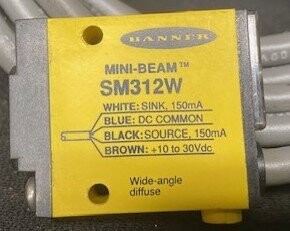 BANNER
MINI-BEAM™
SM312W
WHITE: SINK, 150mA
BLUE: DC COMMON
BLACK: SOURCE, 150mA
BROWN: +10 to 30Vdc
Wide-angle
diffuse